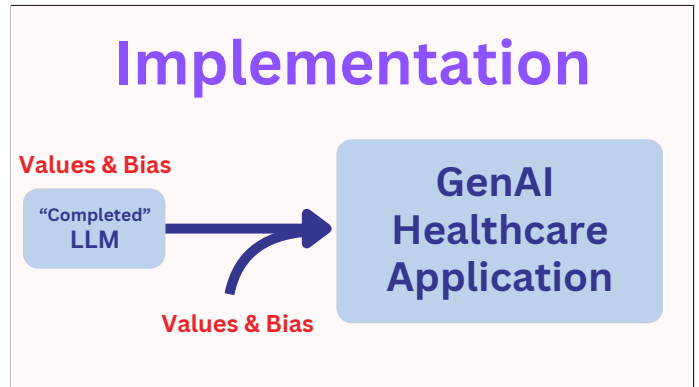 Implementation
Values & Bias
“Completed”
LLM
GenAI
Healthcare
Application
Values & Bias